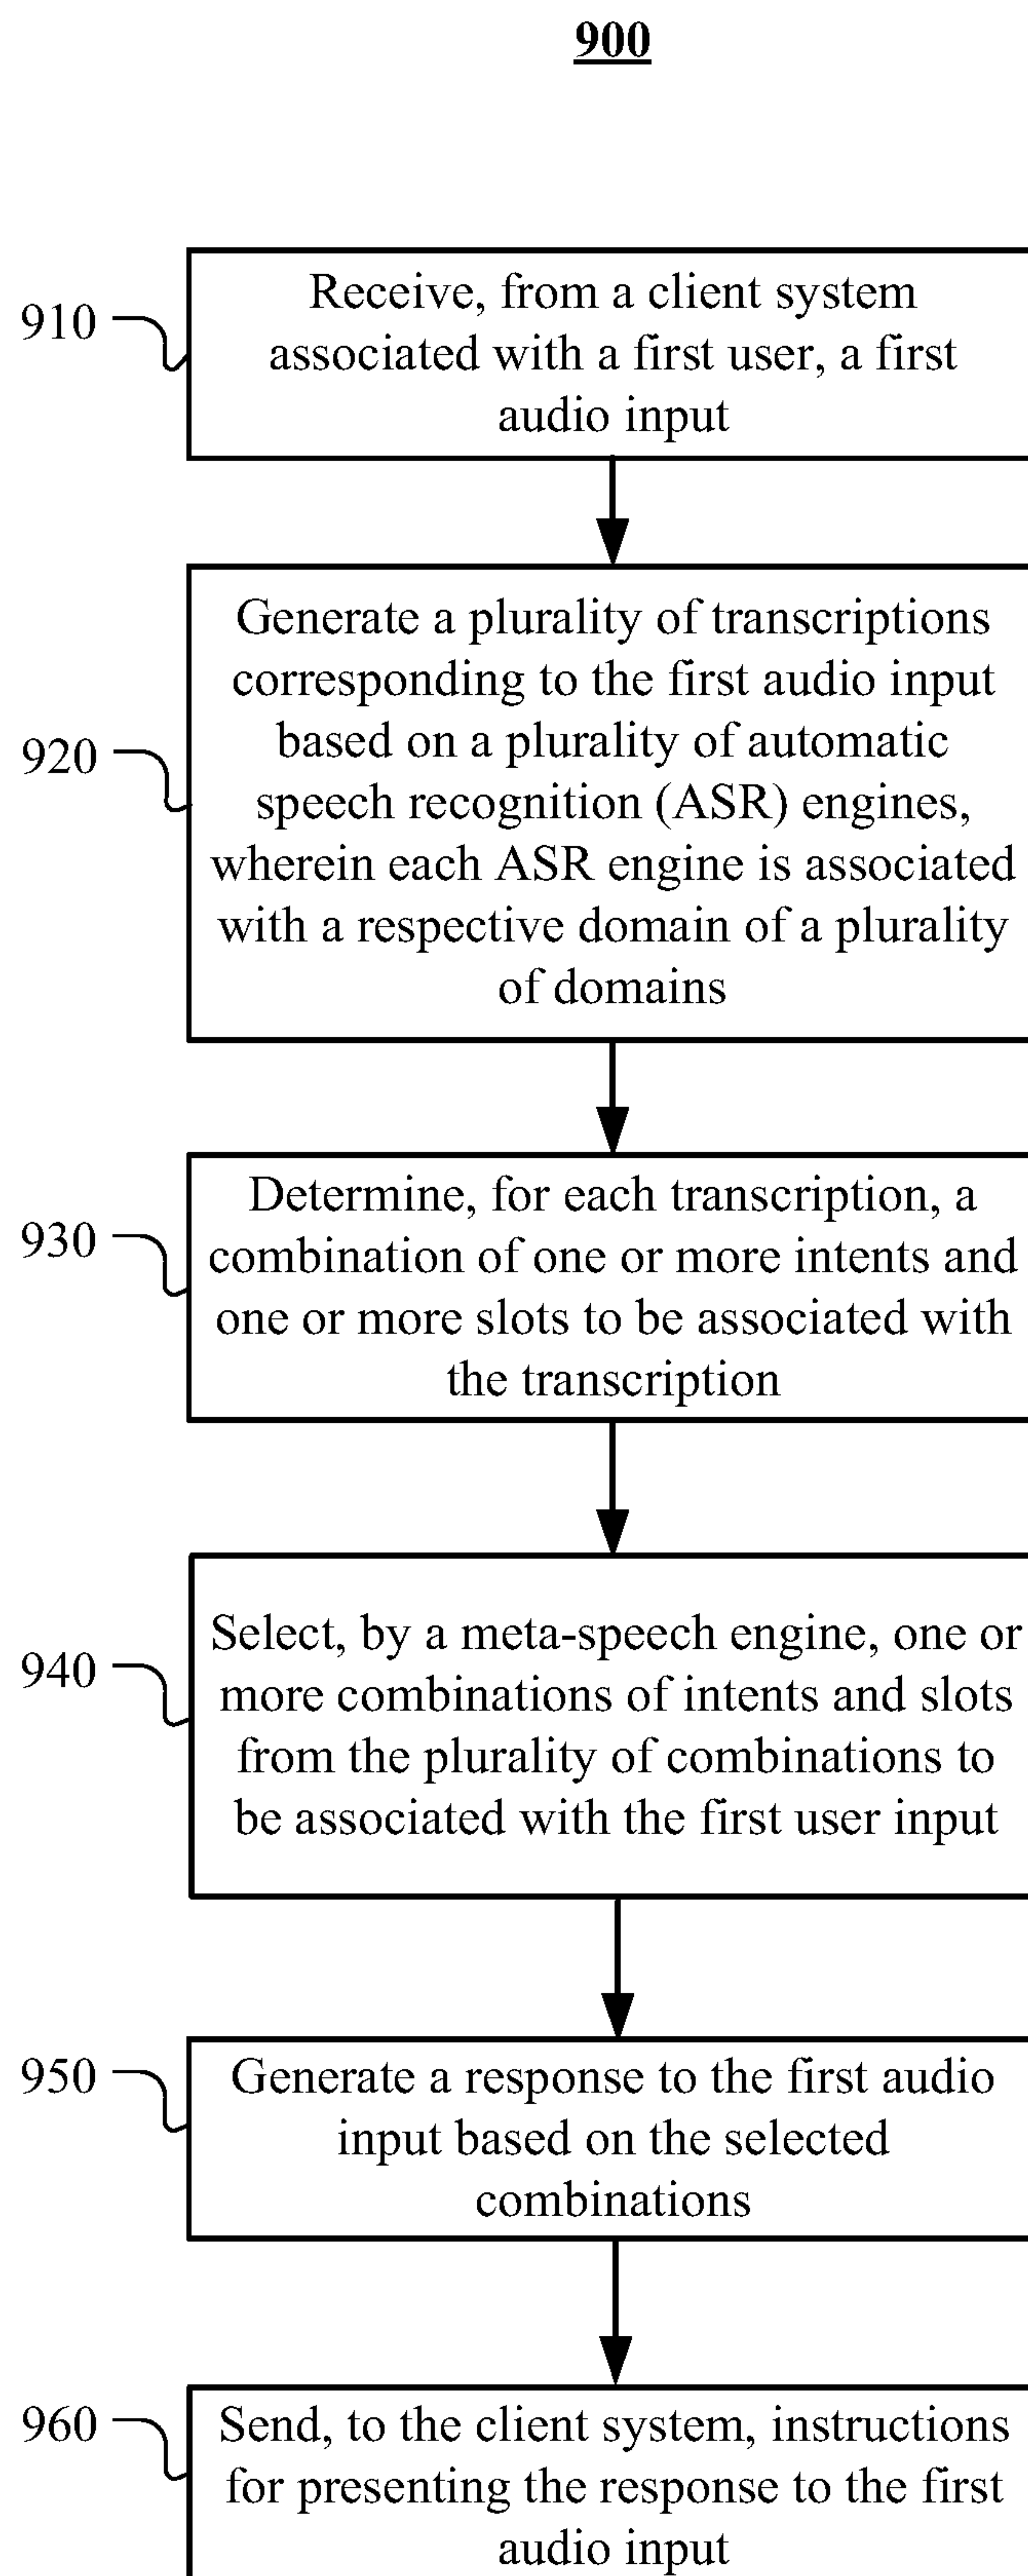 900
910
Receive, from a client system
associated with a first user, a first
audio input
920
Generate a plurality of transcriptions
corresponding to the first audio input
based on a plurality of automatic
speech recognition (ASR) engines,
wherein each ASR engine is associated
with a respective domain of a plurality
of domains
930
Determine, for each transcription, a
combination of one or more intents and
one or more slots to be associated with
the transcription
940
Select, by a meta-speech engine, one or
more combinations of intents and slots
from the plurality of combinations to
be associated with the first user input
950
Generate a response to the first audio
input based on the selected
combinations
960
Send, to the client system, instructions
for presenting the response to the first
audio input